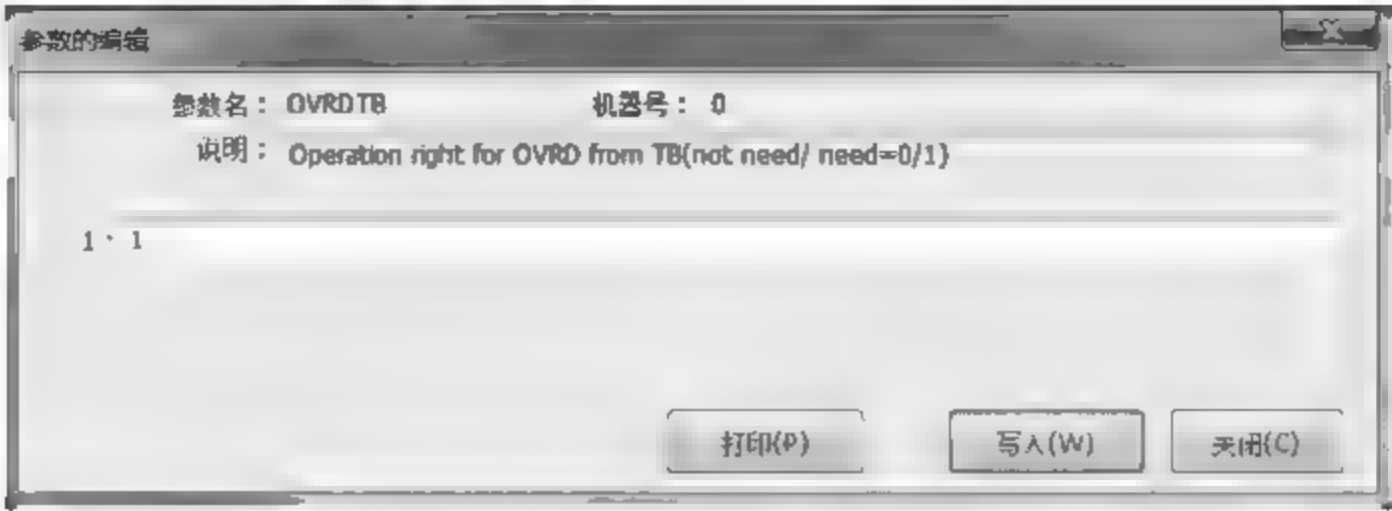 参数的编辑
参数名： OVRDTB 机器号： 0
说明： Operation right for OVRD from TB(not need/ need=0/1)
1: 1
打印(P) 写入(W) 关闭(C)